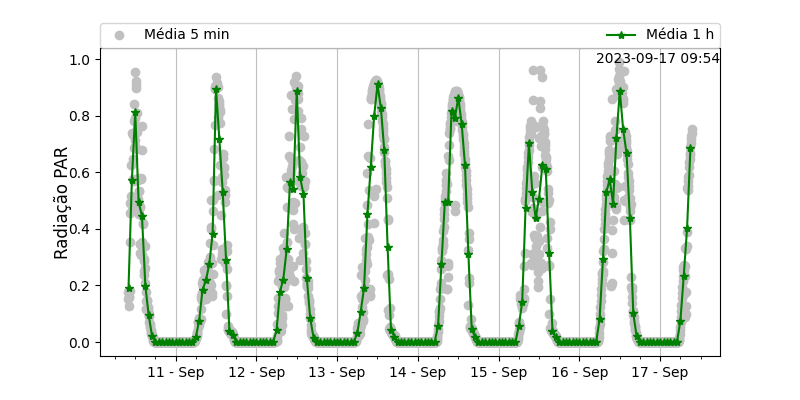 Média 5 min
Média 1 h
2023-09-17 09:54
Radiação PAR
1.0
0.8
0.6
0.4
0.2
0.0
11 - Sep
12 - Sep
13 - Sep
14 - Sep
15 - Sep
16 - Sep
17 - Sep